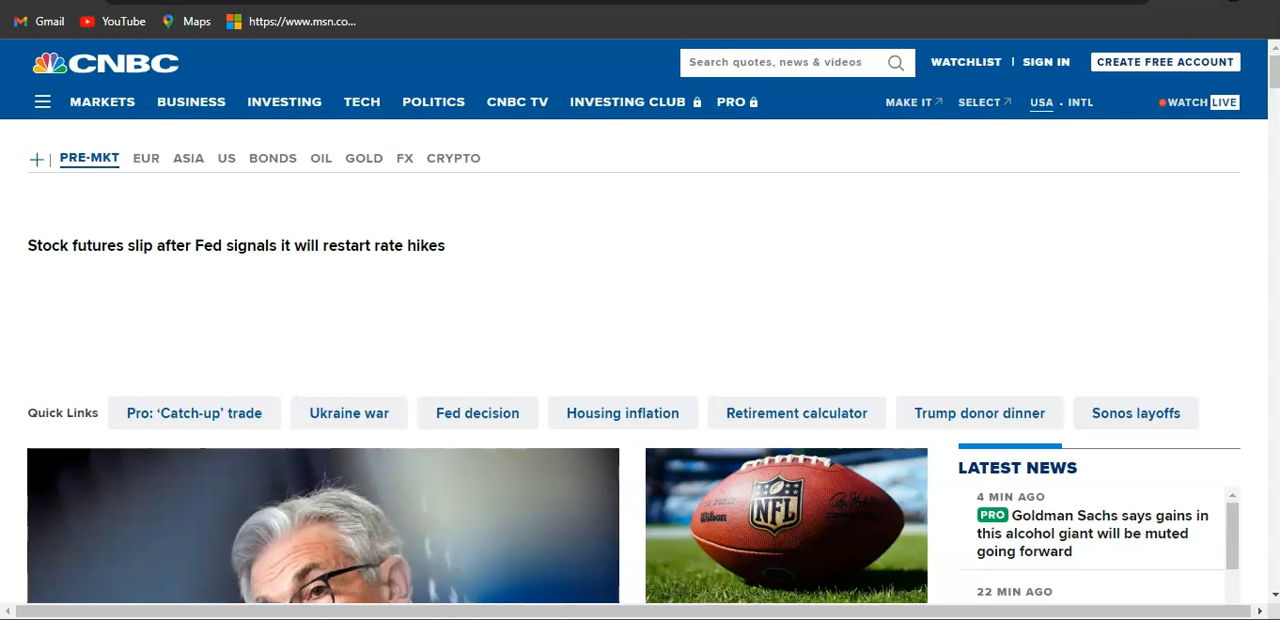 Gmail YouTube Maps https://www.msn.co...
CNBC Search quotes, news & videos WATCHLIST | SIGN IN CREATE FREE ACCOUNT
MARKETS BUSINESS INVESTING TECH POLITICS CNBC TV INVESTING CLUB PRO MAKE IT SELECT USA • INTL WATCH LIVE
+ | PRE-MKT EUR ASIA US BONDS OIL GOLD FX CRYPTO
Stock futures slip after Fed signals it will restart rate hikes
Quick Links Pro: ‘Catch-up’ trade Ukraine war Fed decision Housing inflation Retirement calculator Trump donor dinner Sonos layoffs
NFL
Wilson
LATEST NEWS
4 MIN AGO
PRO Goldman Sachs says gains in
this alcohol giant will be muted
going forward
22 MIN AGO